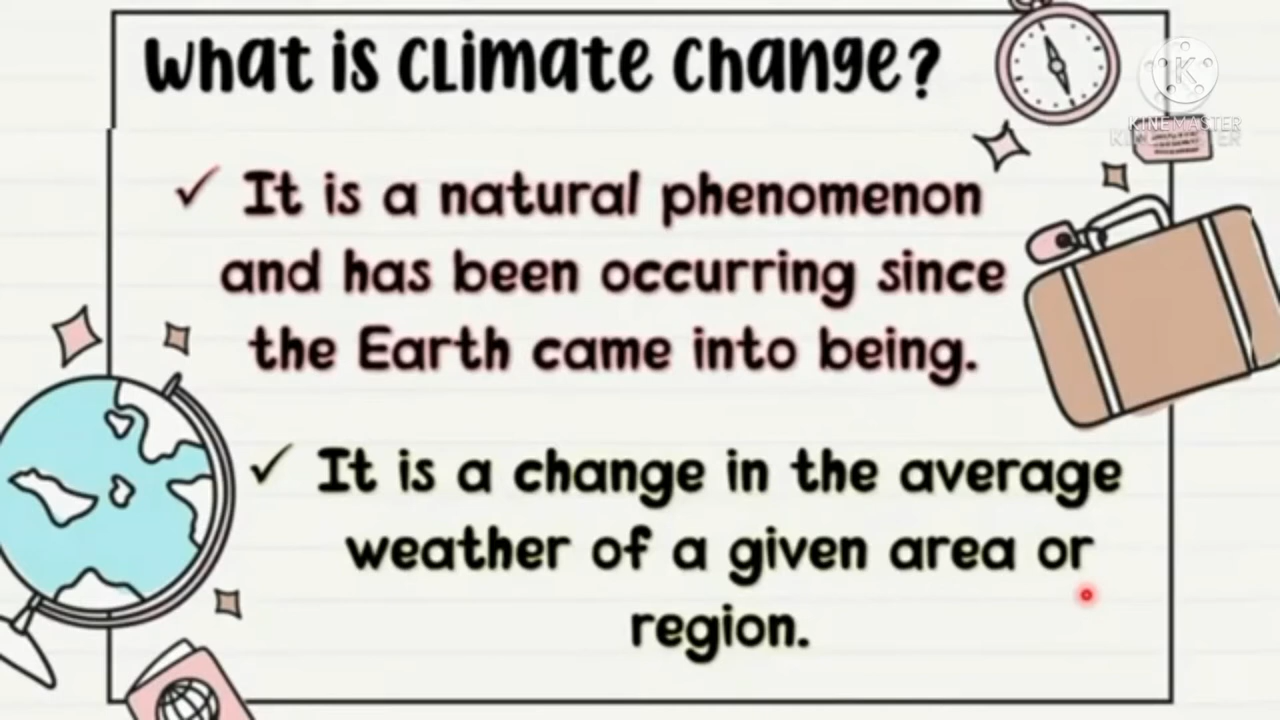 What is Climate Change?
KINEMASTER
✓ It is a natural phenomenon
and has been occurring since
the Earth came into being.
✓ It is a change in the average
weather of a given area or
region.